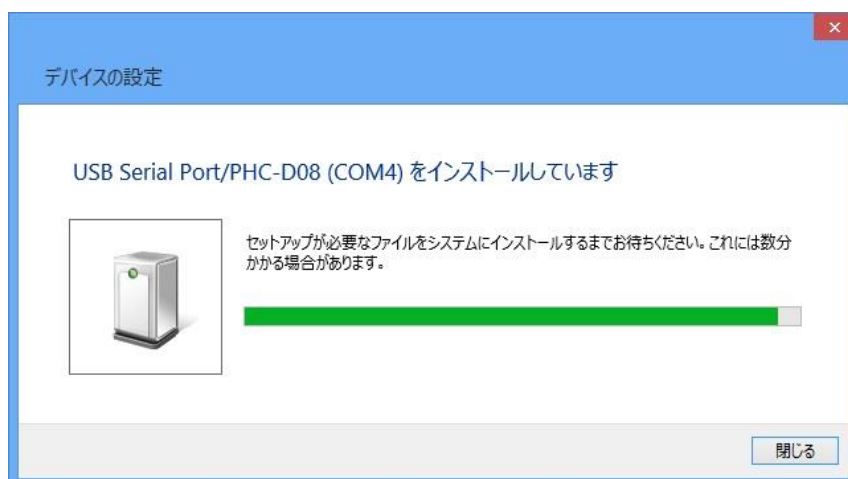 デバイスの設定
USB Serial Port/PHC-D08 (COM4) をインストールしています
セットアップが必要なファイルをシステムにインストールするまでお待ちください。これには数分
かかる場合があります。
閉じる